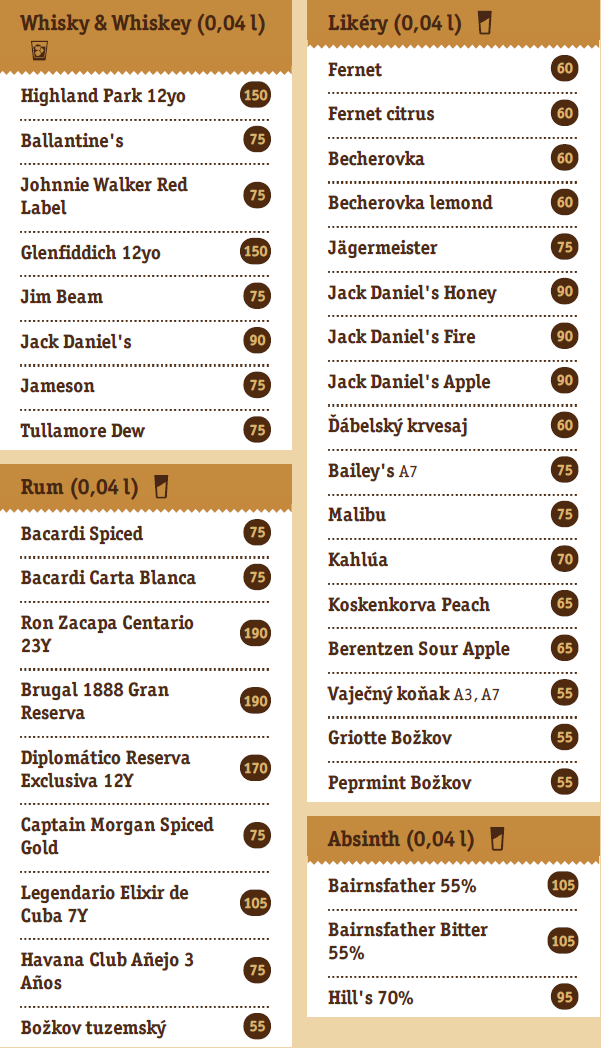 Whisky & Whiskey (0,04 l)
Highland Park 12yo 150
Ballantine's 75
Johnnie Walker Red
Label 75
Glenfiddich 12yo 150
Jim Beam 75
Jack Daniel's 90
Jameson 75
Tullamore Dew 75
Rum (0,04 l)
Bacardi Spiced 75
Bacardi Carta Blanca 75
Ron Zacapa Centario
23Y 190
Brugal 1888 Gran
Reserva 190
Diplomático Reserva
Exclusiva 12Y 170
Captain Morgan Spiced
Gold 75
Legendario Elixir de
Cuba 7Y 105
Havana Club Añejo 3
Años 75
Božkov tuzemský 55
Likéry (0,04 l)
Fernet 60
Fernet citrus 60
Becherovka 60
Becherovka lemond 60
Jägermeister 75
Jack Daniel's Honey 90
Jack Daniel's Fire 90
Jack Daniel's Apple 90
Ďábelský krvesaj 60
Bailey's A7 75
Malibu 75
Kahlúa 70
Koskenkorva Peach 65
Berentzen Sour Apple 65
Vaječný koňak A3, A7 55
Griotte Božkov 55
Peprmint Božkov 55
Absinth (0,04 l)
Bairnsfather 55% 105
Bairnsfather Bitter
55% 105
Hill's 70% 95